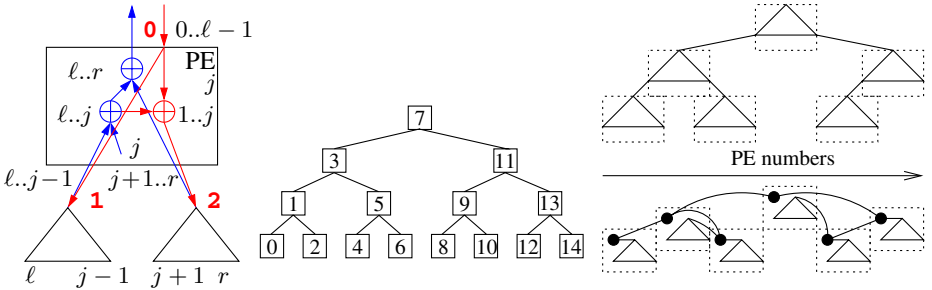 0 0..ℓ−1
PE
j
ℓ..r
ℓ..j 1..j
j
ℓ..j−1 j+1..r
1 2
ℓ j−1 j+1 r
7
3 11
1 5 9 13
0 2 4 6 8 10 12 14
PE numbers